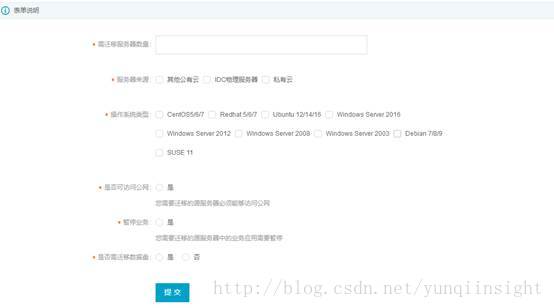 表单说明
* 需迁移服务器数量:
* 服务器来源: 其他公有云 IDC物理服务器 私有云
* 操作系统类型: CentOS5/6/7 Redhat 5/6/7 Ubuntu 12/14/16 Windows Server 2016
Windows Server 2012 Windows Server 2008 Windows Server 2003 Debian 7/8/9
SUSE 11
* 是否可访问公网: 是
您需要迁移的源服务器必须能够访问公网
* 暂停业务: 是
您需要迁移的源服务器中的业务应用需要暂停
* 是否需迁移数据盘: 是 否
提 交
http://blog.csdn.net/yunqiinsight